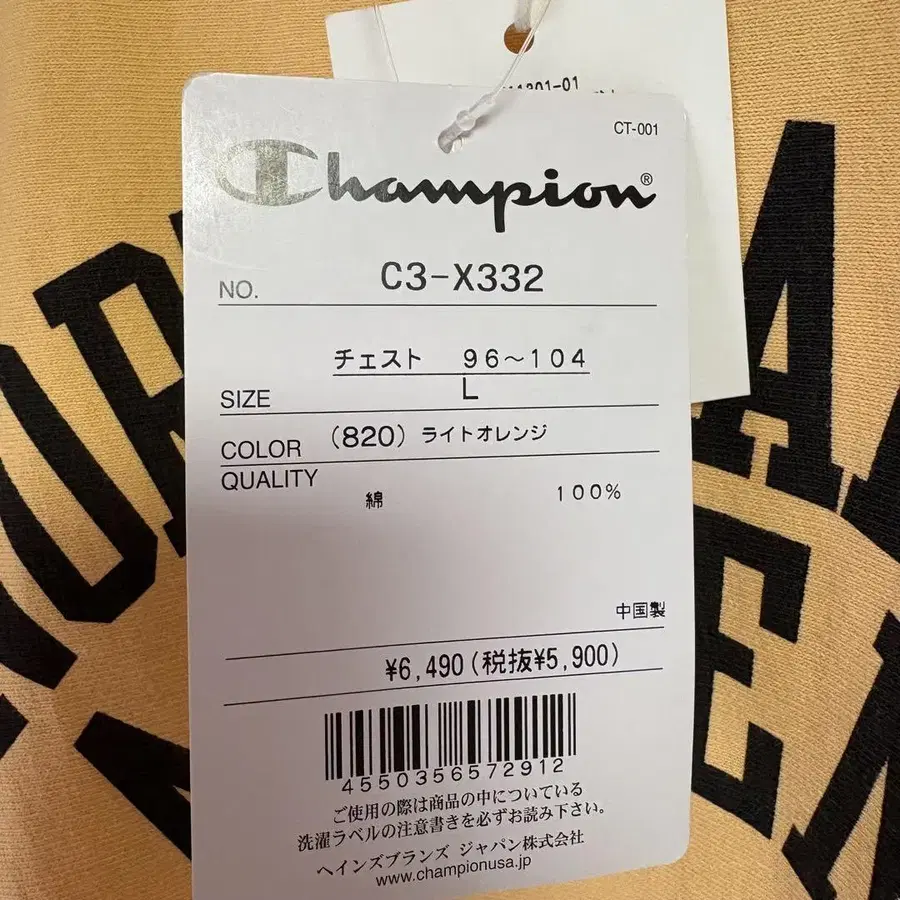 CT-001
Champion®
NO. C3-X332
チェスト 96～104
SIZE L
COLOR (820) ライトオレンジ
QUALITY
綿 100%
中国製
¥6,490(税抜¥5,900)
4550356572912
ご使用の際は商品の中についている
洗濯ラベルの注意書きを必ずお読み下さい。
ヘインズブランズ ジャパン株式会社
www.championusa.jp/